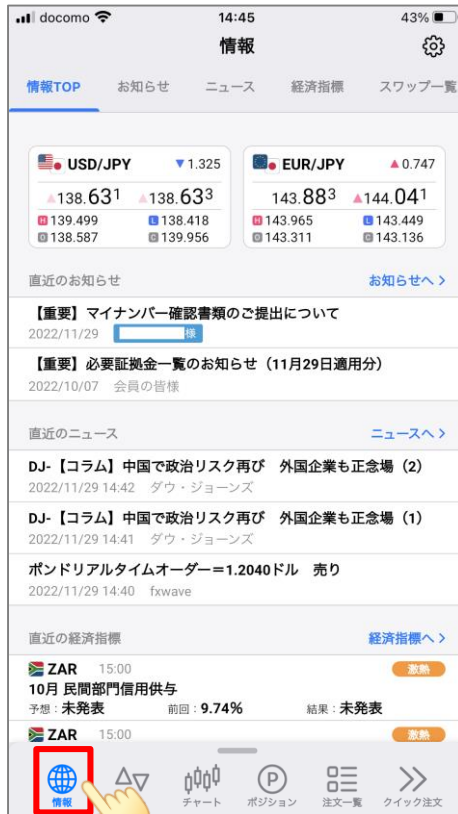 docomo 14:45 43%
情報
情報TOP お知らせ ニュース 経済指標 スワップ一覧
USD/JPY ▼1.325 EUR/JPY ▲0.747
▲138.631 ▲138.633 143.883 ▲144.041
H 139.499 L 138.418 H 143.965 L 143.449
O 138.587 C 139.956 O 143.311 C 143.136
直近のお知らせ お知らせへ >
【重要】マイナンバー確認書類のご提出について
2022/11/29 様
【重要】必要証拠金一覧のお知らせ（11月29日適用分）
2022/10/07 会員の皆様
直近のニュース ニュースへ >
DJ-【コラム】中国で政治リスク再び 外国企業も正念場（2）
2022/11/29 14:42 ダウ・ジョーンズ
DJ-【コラム】中国で政治リスク再び 外国企業も正念場（1）
2022/11/29 14:41 ダウ・ジョーンズ
ポンドリアルタイムオーダー＝1.2040ドル 売り
2022/11/29 14:40 fxwave
直近の経済指標 経済指標へ >
ZAR 15:00 激熱
10月 民間部門信用供与
予想：未発表 前回：9.74% 結果：未発表
ZAR 15:00 激熱
情報 チャート ポジション 注文一覧 クイック注文